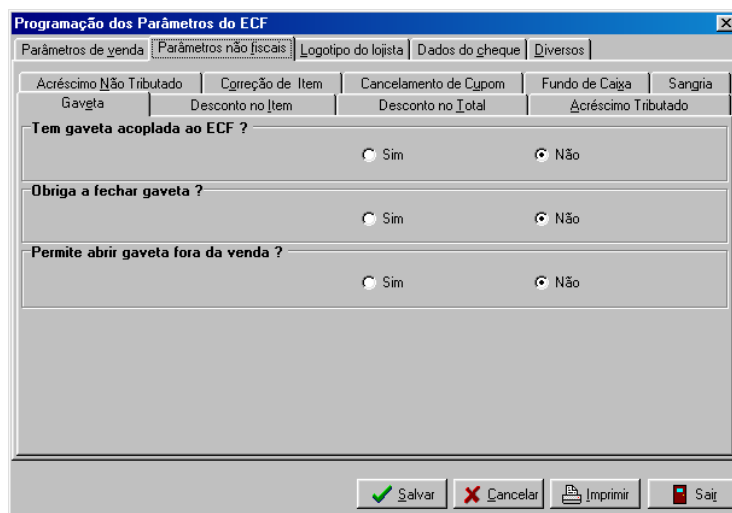 Programação dos Parâmetros do ECF
Parâmetros de venda Parâmetros não fiscais Logotipo do lojista Dados do cheque Diversos
Acréscimo Não Tributado Correção de Item Cancelamento de Cupom Fundo de Caixa Sangria
Gaveta Desconto no Item Desconto no Total Acréscimo Tributado
Tem gaveta acoplada ao ECF ?
Sim Não
Obriga a fechar gaveta ?
Sim Não
Permite abrir gaveta fora da venda ?
Sim Não
Salvar Cancelar Imprimir Sair